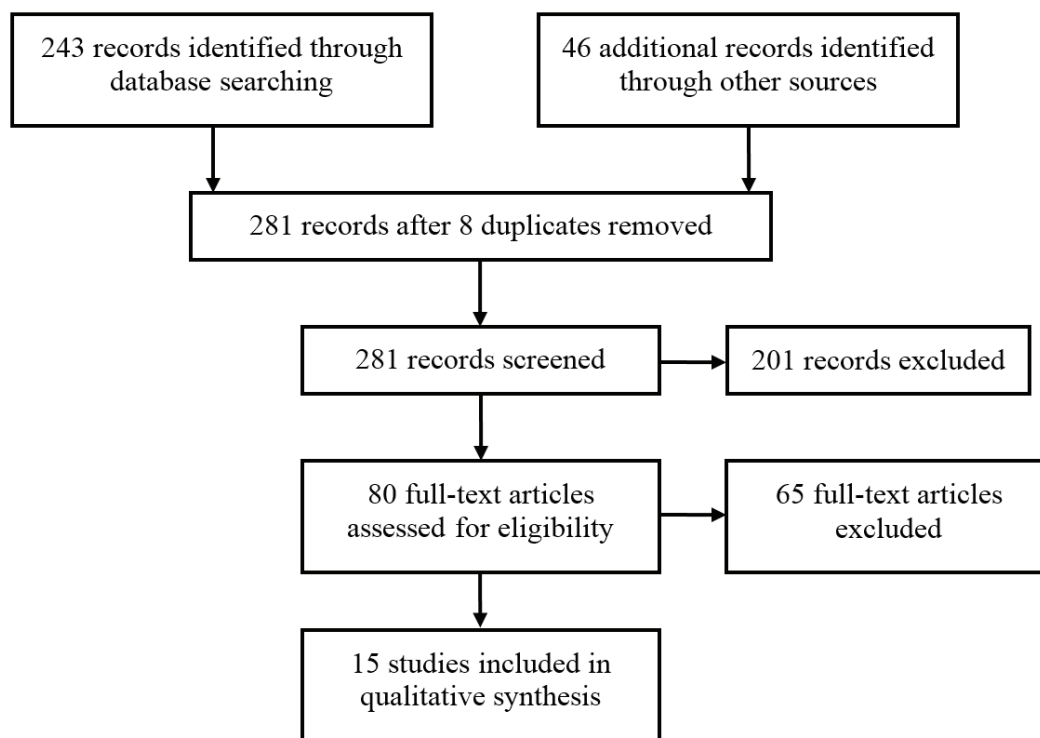 243 records identified through
database searching
46 additional records identified
through other sources
281 records after 8 duplicates removed
281 records screened
201 records excluded
80 full-text articles
assessed for eligibility
65 full-text articles
excluded
15 studies included in
qualitative synthesis